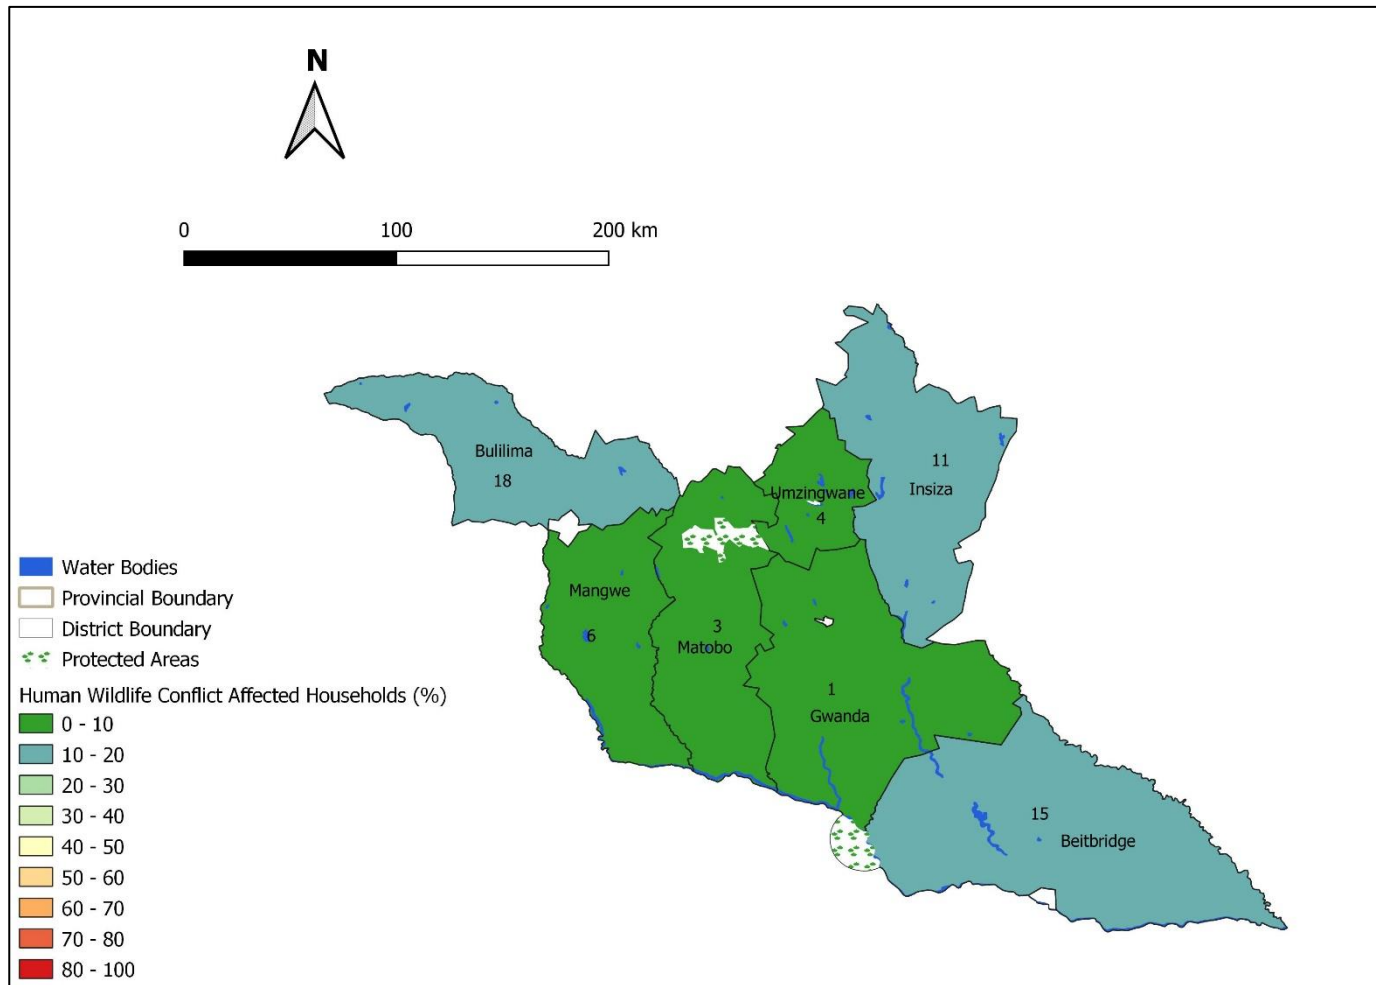 N
0 100 200 km
Bulilima
18
11
Insiza
Umzingwane
4
Mangwe
6
3
Matobo
1
Gwanda
15
Beitbridge
Water Bodies
Provincial Boundary
District Boundary
Protected Areas
Human Wildlife Conflict Affected Households (%)
0 - 10
10 - 20
20 - 30
30 - 40
40 - 50
50 - 60
60 - 70
70 - 80
80 - 100